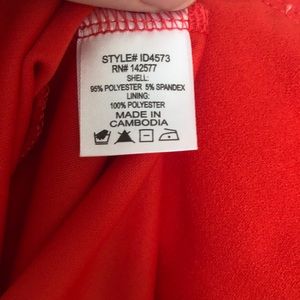 STYLE# ID4573
RN# 142577
SHELL:
95% POLYESTER 5% SPANDEX
LINING:
100% POLYESTER
MADE IN
CAMBODIA